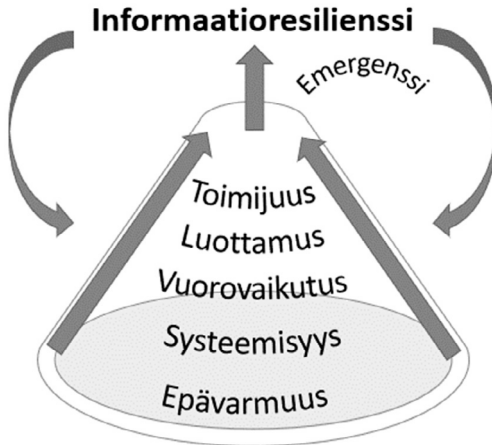 Informaatioresilienssi
Emergenssi
Toimijuus
Luottamus
Vuorovaikutus
Systeemisyys
Epävarmuus